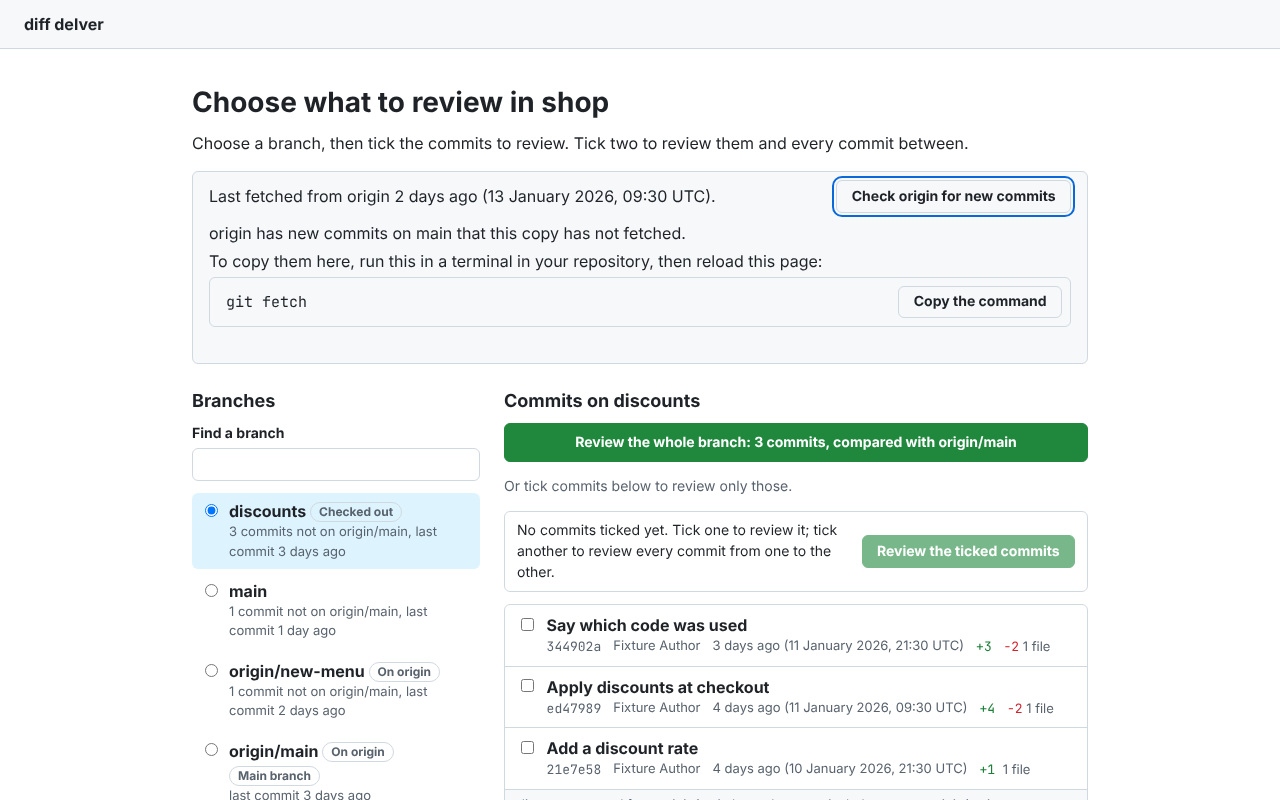 diff delver
Choose what to review in shop
Choose a branch, then tick the commits to review. Tick two to review them and every commit between.
Last fetched from origin 2 days ago (13 January 2026, 09:30 UTC).
Check origin for new commits
origin has new commits on main that this copy has not fetched.
To copy them here, run this in a terminal in your repository, then reload this page:
git fetch
Copy the command
Branches
Find a branch
discounts Checked out
3 commits not on origin/main, last
commit 3 days ago
main
1 commit not on origin/main, last
commit 1 day ago
origin/new-menu On origin
1 commit not on origin/main, last
commit 2 days ago
origin/main On origin
Main branch
last commit 3 days ago
Commits on discounts
Review the whole branch: 3 commits, compared with origin/main
Or tick commits below to review only those.
No commits ticked yet. Tick one to review it; tick
another to review every commit from one to the
other.
Review the ticked commits
Say which code was used
344902a Fixture Author 3 days ago (11 January 2026, 21:30 UTC) +3 -2 1 file
Apply discounts at checkout
ed47989 Fixture Author 4 days ago (11 January 2026, 09:30 UTC) +4 -2 1 file
Add a discount rate
21e7e58 Fixture Author 4 days ago (10 January 2026, 21:30 UTC) +1 1 file